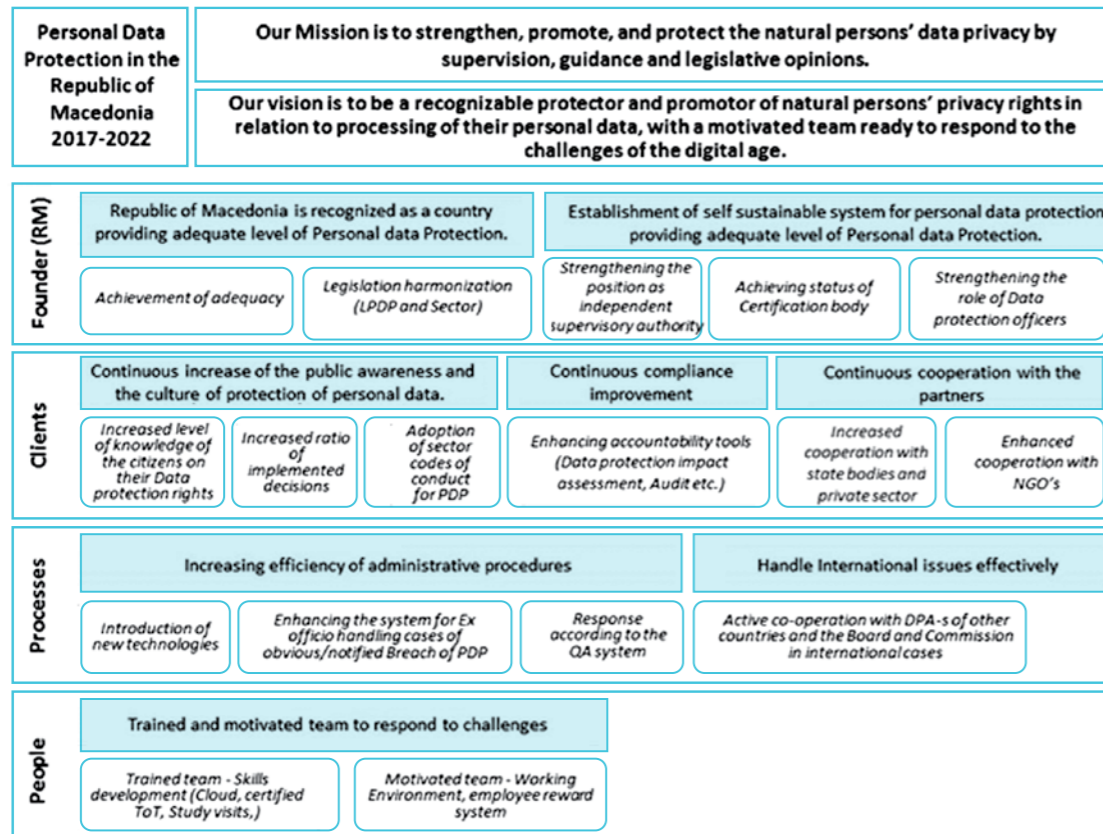 Personal Data
Protection in the
Republic of
Macedonia
2017-2022
Our Mission is to strengthen, promote, and protect the natural persons' data privacy by
supervision, guidance and legislative opinions.
Our vision is to be a recognizable protector and promotor of natural persons' privacy rights in
relation to processing of their personal data, with a motivated team ready to respond to the
challenges of the digital age.
Founder (RM)
Republic of Macedonia is recognized as a country
providing adequate level of Personal data Protection.
Establishment of self sustainable system for personal data protection
providing adequate level of Personal data Protection.
Achievement of adequacy
Legislation harmonization
(LPDP and Sector)
Strengthening the
position as
independent
supervisory authority
Achieving status of
Certification body
Strengthening the
role of Data
protection officers
Clients
Continuous increase of the public awareness and
the culture of protection of personal data.
Continuous compliance
improvement
Continuous cooperation with the
partners
Increased level
of knowledge of
the citizens on
their Data
protection rights
Increased ratio
of
implemented
decisions
Adoption
of sector
codes of
conduct
for PDP
Enhancing accountability tools
(Data protection impact
assessment, Audit etc.)
Increased
cooperation with
state bodies and
private sector
Enhanced
cooperation with
NGO's
Processes
Increasing efficiency of administrative procedures
Handle International issues effectively
Introduction of
new technologies
Enhancing the system for Ex
officio handling cases of
obvious/notified Breach of PDP
Response
according to the
QA system
Active co-operation with DPA-s of other
countries and the Board and Commission
in international cases
People
Trained and motivated team to respond to challenges
Trained team - Skills
development (Cloud, certified
ToT, Study visits,)
Motivated team - Working
Environment, employee reward
system